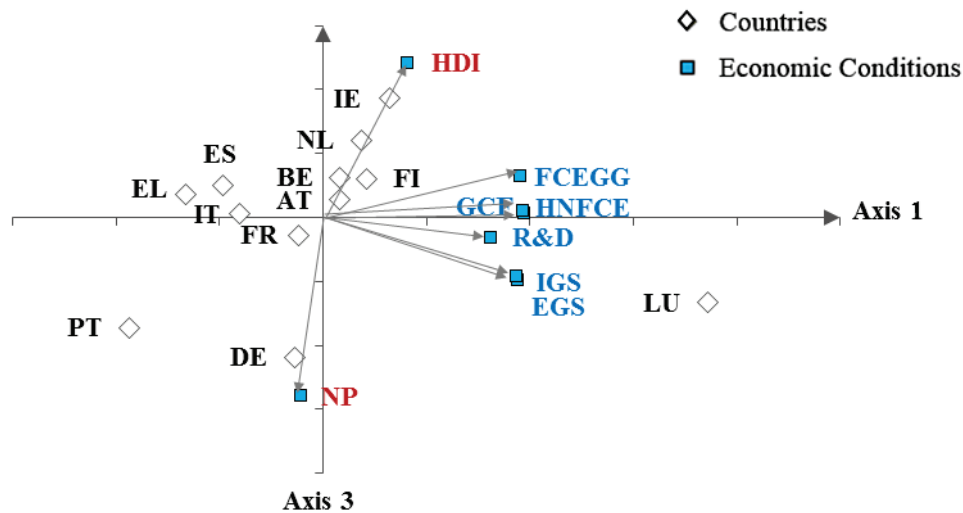 Countries
Economic Conditions
HDI
IE
NL
ES
BE
FI
FCEGG
EL
AT
IT
GCF
HNFCE
Axis 1
FR
R&D
IGS
LU
EGS
PT
DE
NP
Axis 3